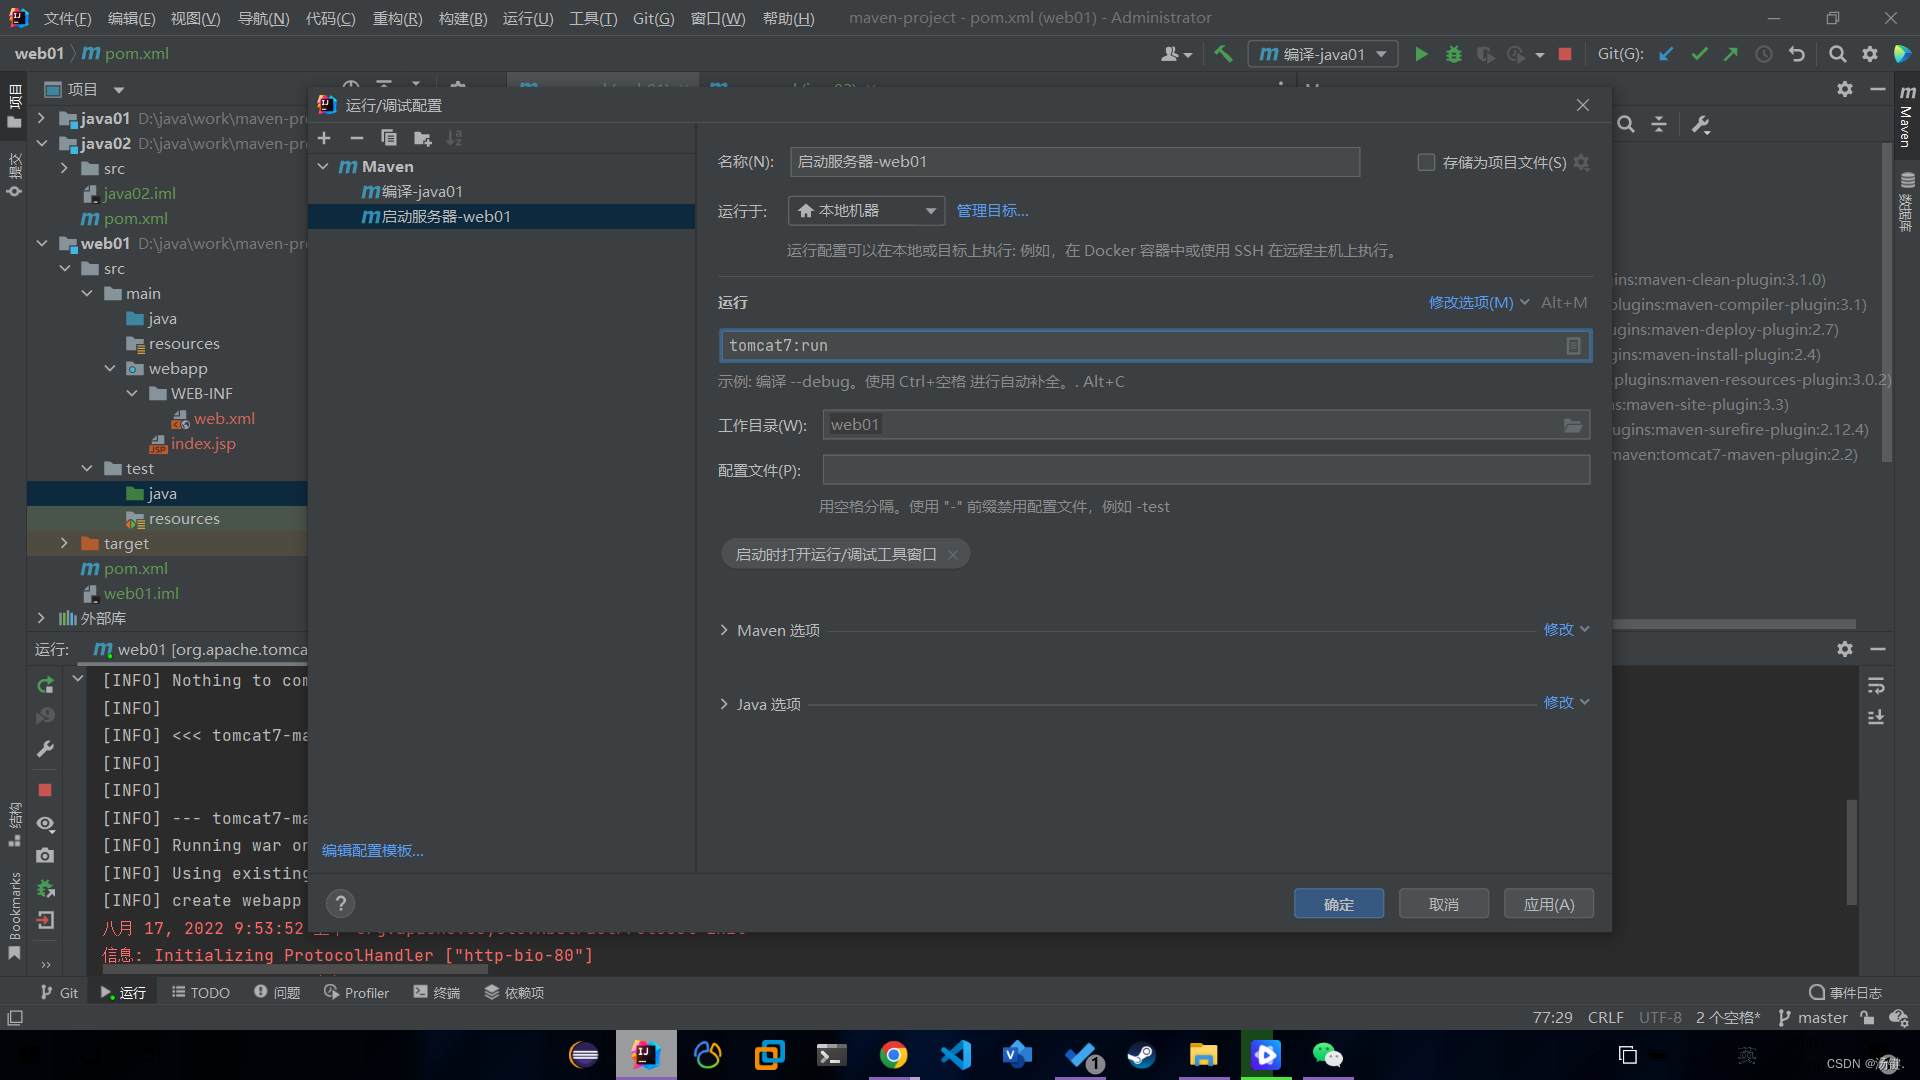 文件(F) 编辑(E) 视图(V) 导航(N) 代码(C) 重构(R) 构建(B) 运行(U) 工具(T) Git(G) 窗口(W) 帮助(H) maven-project - pom.xml (web01) - Administrator
web01 pom.xml 编译-java01 Git(G):
项目
java01 D:\java\work\maven-pr
java02 D:\java\work\maven-pr
src
java02.iml
pom.xml
web01 D:\java\work\maven-pr
src
main
java
resources
webapp
WEB-INF
web.xml
index.jsp
test
java
resources
target
pom.xml
web01.iml
外部库
项目
提交
结构
Bookmarks
运行/调试配置
Maven
编译-java01
启动服务器-web01
编辑配置模板...
名称(N): 启动服务器-web01 存储为项目文件(S)
运行于: 本地机器 管理目标...
运行配置可以在本地或目标上执行: 例如，在 Docker 容器中或使用 SSH 在远程主机上执行。
运行 修改选项(M) Alt+M
tomcat7:run
示例: 编译 --debug。使用 Ctrl+空格 进行自动补全。. Alt+C
工作目录(W): web01
配置文件(P):
用空格分隔。使用 "-" 前缀禁用配置文件，例如 -test
启动时打开运行/调试工具窗口
Maven 选项 修改
Java 选项 修改
确定 取消 应用(A)
Maven
数据库
ins:maven-clean-plugin:3.1.0)
plugins:maven-compiler-plugin:3.1)
ugins:maven-deploy-plugin:2.7)
gins:maven-install-plugin:2.4)
plugins:maven-resources-plugin:3.0.2)
ns:maven-site-plugin:3.3)
ugins:maven-surefire-plugin:2.12.4)
maven:tomcat7-maven-plugin:2.2)
运行: web01 [org.apache.tomca
[INFO] Nothing to com
[INFO]
[INFO] <<< tomcat7-ma
[INFO]
[INFO]
[INFO] --- tomcat7-ma
[INFO] Running war on
[INFO] Using existing
[INFO] create webapp
八月 17, 2022 9:53:52
信息: Initializing ProtocolHandler ["http-bio-80"]
Git 运行 TODO 问题 Profiler 终端 依赖项 事件日志
77:29 CRLF UTF-8 2 个空格* master
1
英
CSDN @汤键.